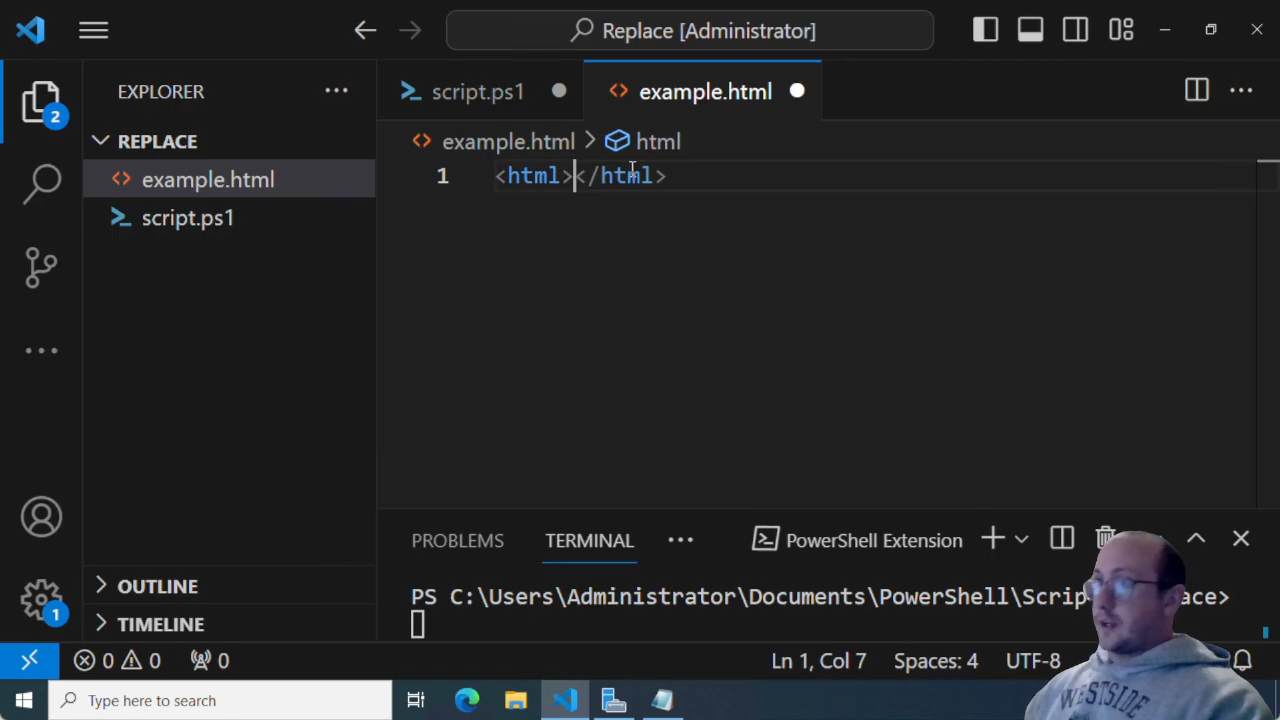 Replace [Administrator]
EXPLORER
2
REPLACE
example.html
script.ps1
script.ps1
example.html
example.html
html
1
<html></html>
PROBLEMS
TERMINAL
PowerShell Extension
PS C:\Users\Administrator\Documents\PowerShell\Scrip
ace>
OUTLINE
TIMELINE
1
0
0
0
Ln 1, Col 7
Spaces: 4
UTF-8
Type here to search
WESTSIDE